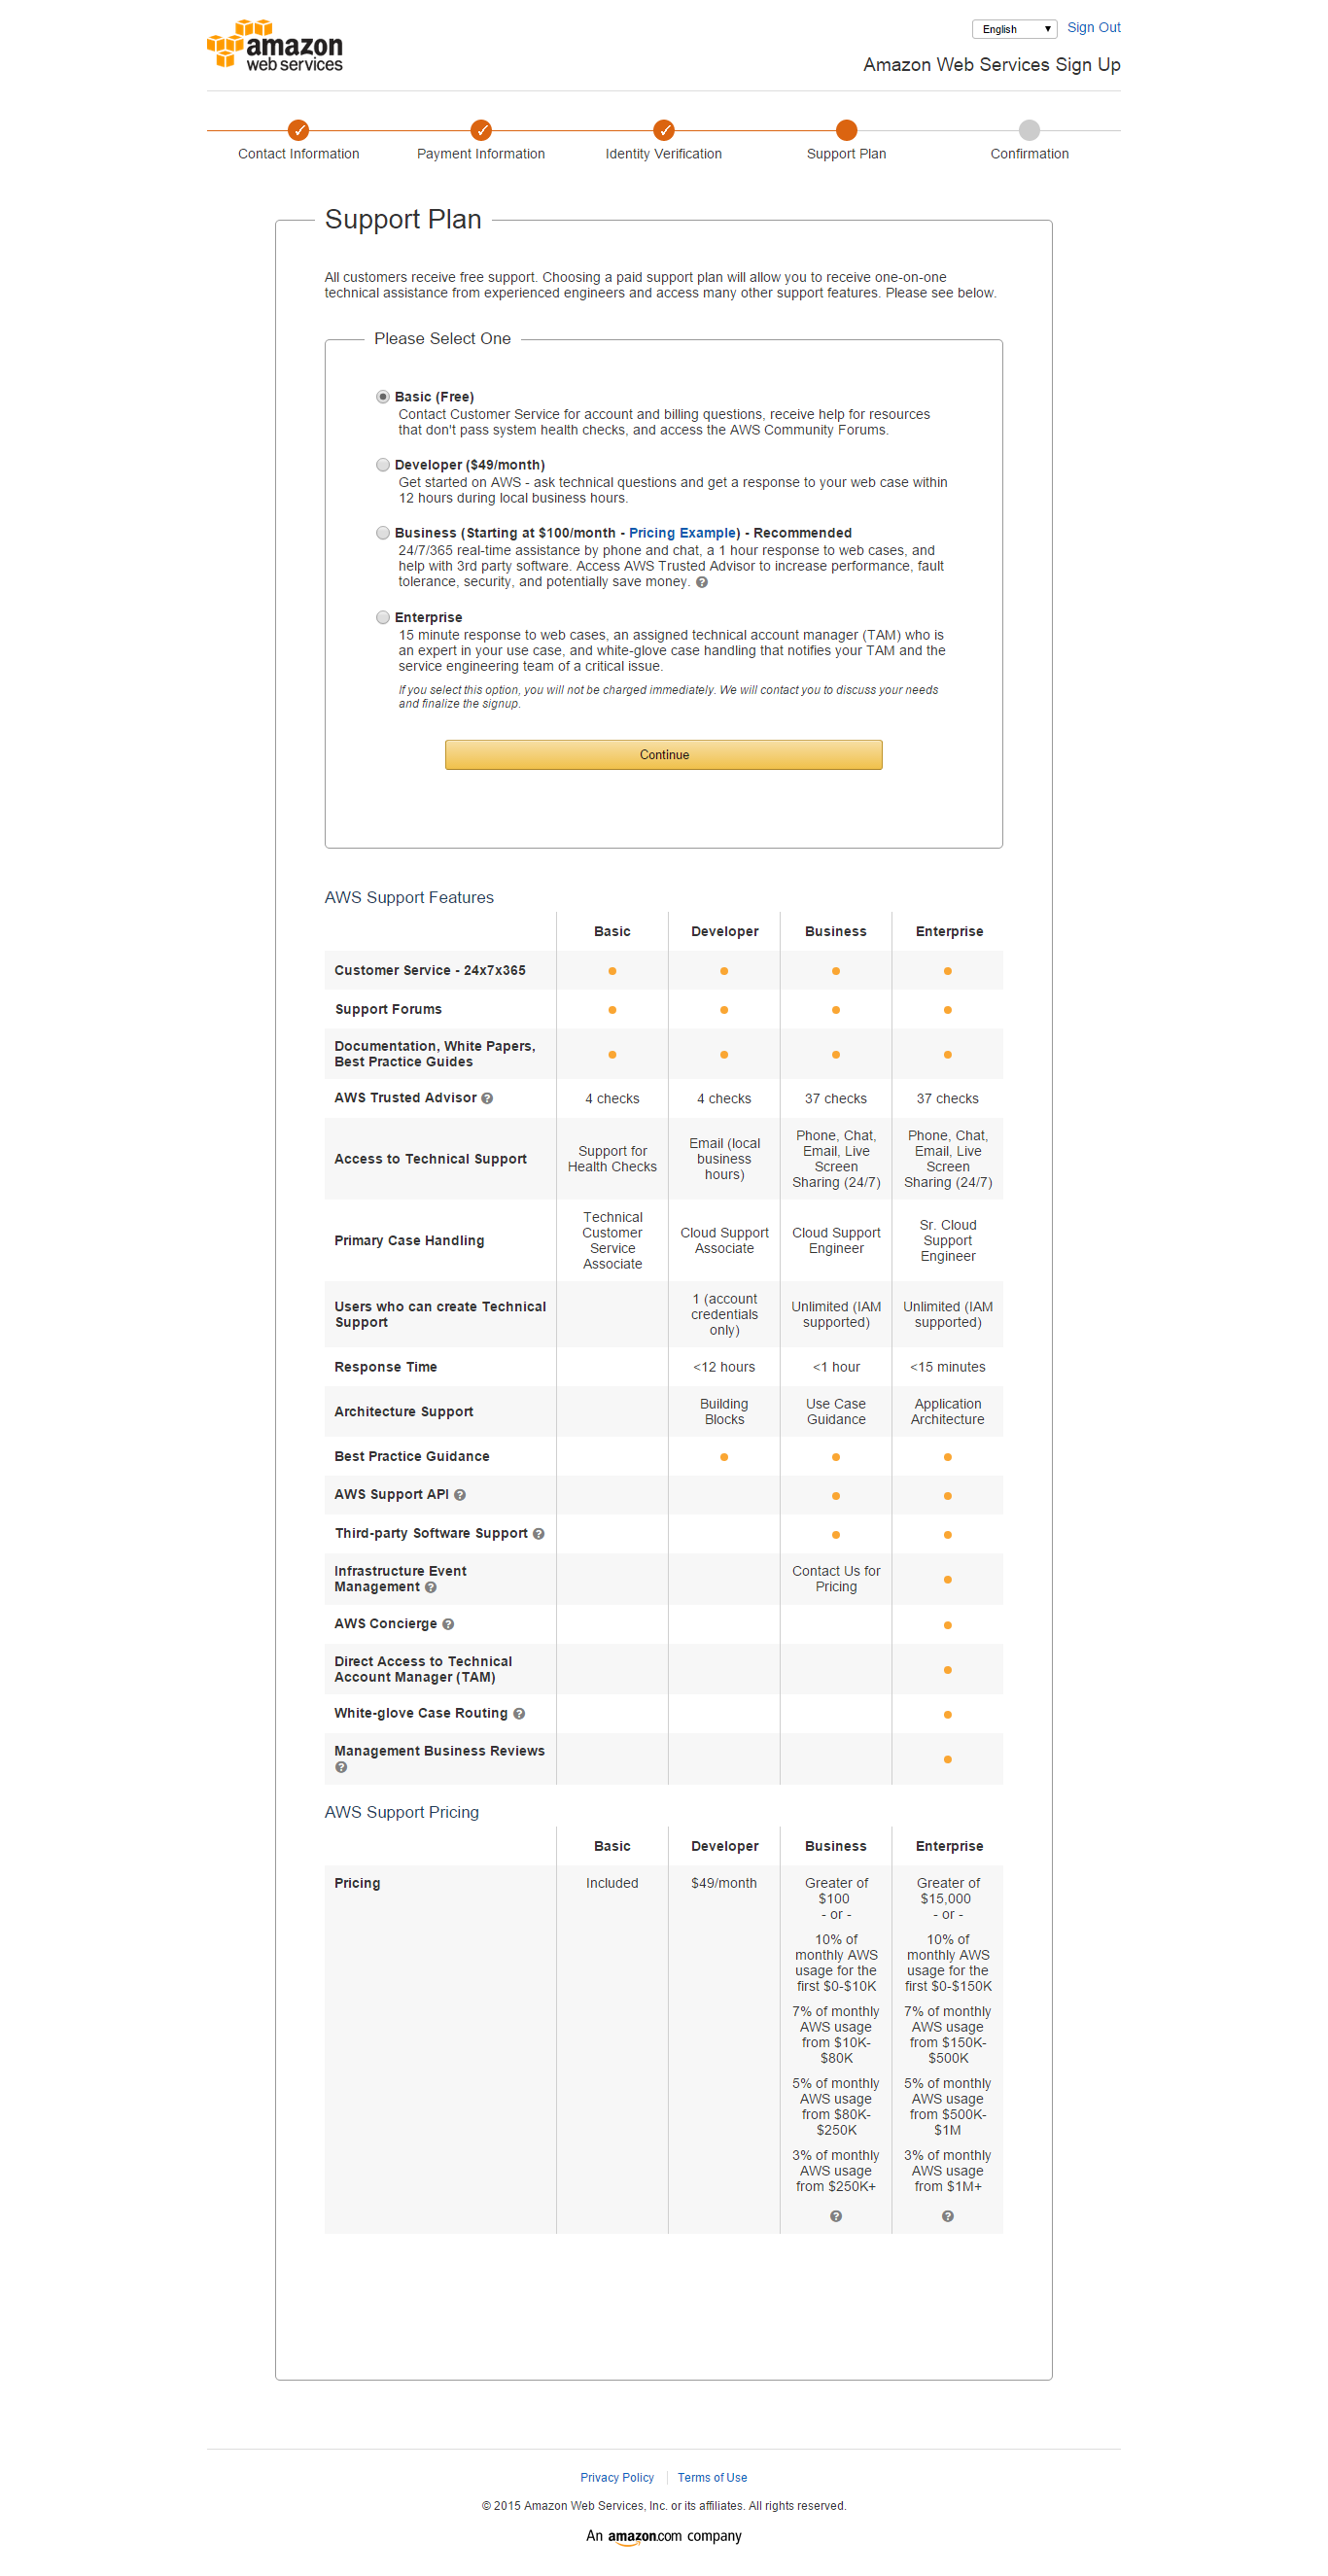 amazon
web services
English
Sign Out
Amazon Web Services Sign Up
Contact Information
Payment Information
Identity Verification
Support Plan
Confirmation
Support Plan
All customers receive free support. Choosing a paid support plan will allow you to receive one-on-one
technical assistance from experienced engineers and access many other support features. Please see below.
Please Select One
Basic (Free)
Contact Customer Service for account and billing questions, receive help for resources
that don't pass system health checks, and access the AWS Community Forums.
Developer ($49/month)
Get started on AWS - ask technical questions and get a response to your web case within
12 hours during local business hours.
Business (Starting at $100/month - Pricing Example) - Recommended
24/7/365 real-time assistance by phone and chat, a 1 hour response to web cases, and
help with 3rd party software. Access AWS Trusted Advisor to increase performance, fault
tolerance, security, and potentially save money. ?
Enterprise
15 minute response to web cases, an assigned technical account manager (TAM) who is
an expert in your use case, and white-glove case handling that notifies your TAM and the
service engineering team of a critical issue.
If you select this option, you will not be charged immediately. We will contact you to discuss your needs
and finalize the signup.
Continue
AWS Support Features
Basic
Developer
Business
Enterprise
Customer Service - 24x7x365
Support Forums
Documentation, White Papers,
Best Practice Guides
AWS Trusted Advisor ?
4 checks
4 checks
37 checks
37 checks
Access to Technical Support
Support for
Health Checks
Email (local
business
hours)
Phone, Chat,
Email, Live
Screen
Sharing (24/7)
Phone, Chat,
Email, Live
Screen
Sharing (24/7)
Primary Case Handling
Technical
Customer
Service
Associate
Cloud Support
Associate
Cloud Support
Engineer
Sr. Cloud
Support
Engineer
Users who can create Technical
Support
1 (account
credentials
only)
Unlimited (IAM
supported)
Unlimited (IAM
supported)
Response Time
<12 hours
<1 hour
<15 minutes
Architecture Support
Building
Blocks
Use Case
Guidance
Application
Architecture
Best Practice Guidance
AWS Support API ?
Third-party Software Support ?
Infrastructure Event
Management ?
Contact Us for
Pricing
AWS Concierge ?
Direct Access to Technical
Account Manager (TAM)
White-glove Case Routing ?
Management Business Reviews
?
AWS Support Pricing
Basic
Developer
Business
Enterprise
Pricing
Included
$49/month
Greater of
$100
- or -
10% of
monthly AWS
usage for the
first $0-$10K
7% of monthly
AWS usage
from $10K-
$80K
5% of monthly
AWS usage
from $80K-
$250K
3% of monthly
AWS usage
from $250K+
?
Greater of
$15,000
- or -
10% of
monthly AWS
usage for the
first $0-$150K
7% of monthly
AWS usage
from $150K-
$500K
5% of monthly
AWS usage
from $500K-
$1M
3% of monthly
AWS usage
from $1M+
?
Privacy Policy
Terms of Use
© 2015 Amazon Web Services, Inc. or its affiliates. All rights reserved.
An amazon.com company